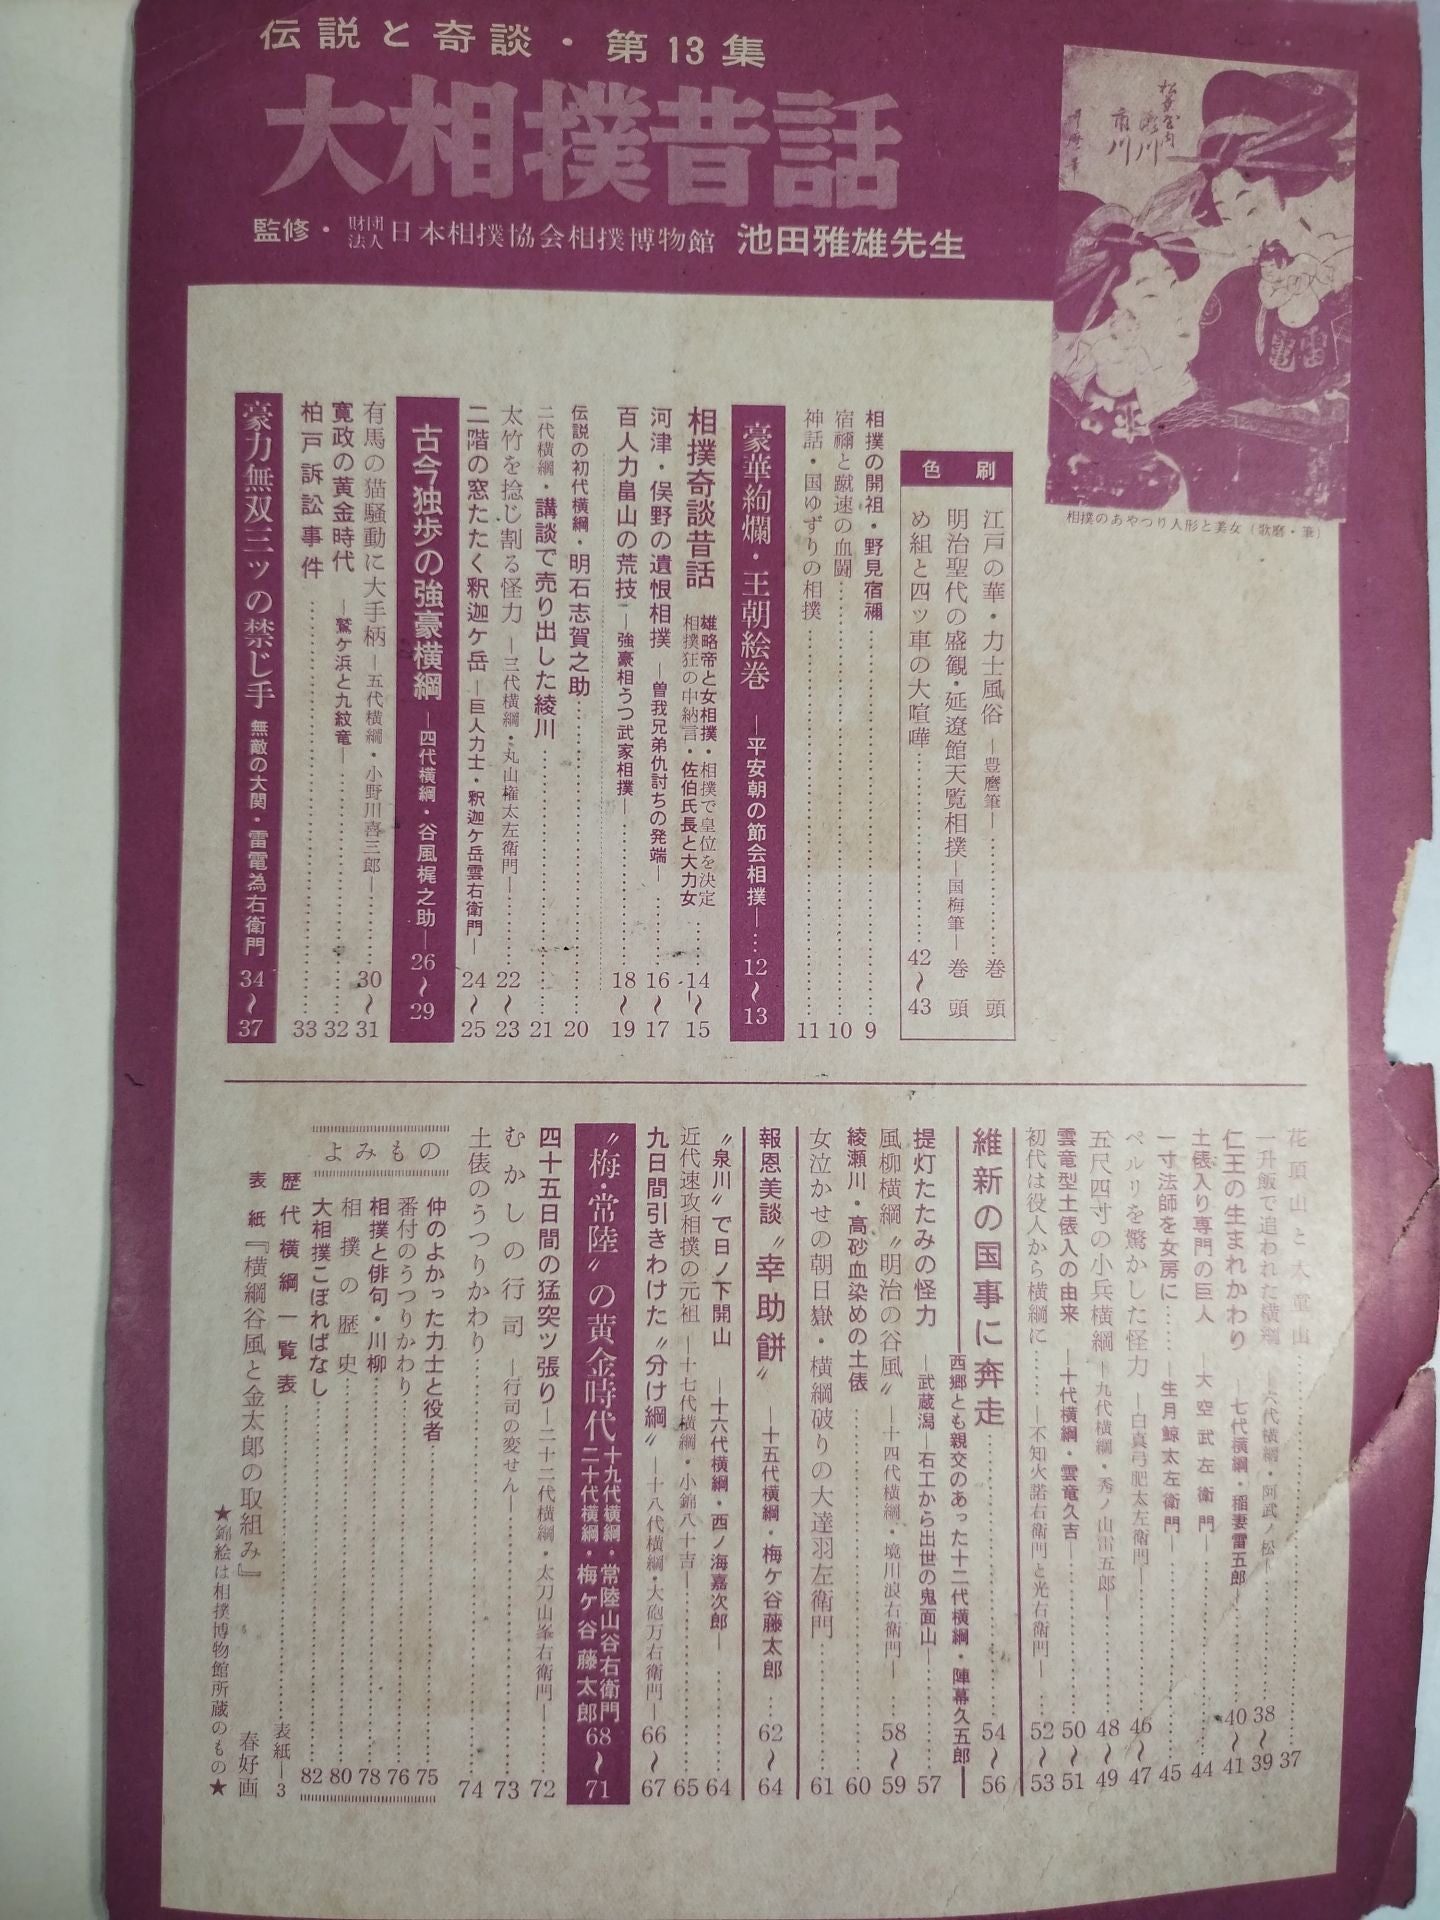 伝説と奇談・第13集
大相撲昔話
監修・財団法人日本相撲協会相撲博物館 池田雅雄先生
相撲のあやつり人形と美女(歌麿・筆)
色刷
江戸の華・力士風俗―豊麿筆―……巻頭
明治聖代の盛観・延遼館天覧相撲―国梅筆―巻頭
め組と四ッ車の大喧嘩……42〜43
相撲の開祖・野見宿禰……9
宿禰と蹴速の血闘……10
神話・国ゆずりの相撲……11
豪華絢爛・王朝絵巻―平安朝の節会相撲―…12〜13
相撲奇談昔話 雄略帝と女相撲・相撲で皇位を決定 相撲狂の中納言・佐伯氏長と大力女…14〜15
河津・俣野の遺恨相撲―曽我兄弟仇討ちの発端―……16〜17
百人力畠山の荒技―強豪相うつ武家相撲―……18〜19
伝説の初代横綱・明石志賀之助……20
二代横綱・講談で売り出した綾川……21
太竹を捻じ割る怪力―三代横綱・丸山権太左衛門―……22〜23
二階の窓たたく釈迦ケ岳―巨人力士・釈迦ケ岳雲右衛門―24〜25
古今独歩の強豪横綱―四代横綱・谷風梶之助―26〜29
有馬の猫騒動に大手柄―五代横綱・小野川喜三郎―……30〜31
寛政の黄金時代―鷲ケ浜と九紋竜―……32
柏戸訴訟事件……33
豪力無双三ッの禁じ手 無敵の大関・雷電為右衛門 34〜37
花頂山と大童山……37
一升飯で追われた横綱―六代横綱・阿武ノ松―…38〜39
仁王の生まれかわり―七代横綱・稲妻雷五郎―……40〜41
土俵入り専門の巨人―大空武左衛門―……44
一寸法師を女房に……―生月鯨太左衛門―……45
ペルリを驚かした怪力―白真弓肥太左衛門―……46〜47
五尺四寸の小兵横綱―九代横綱・秀ノ山雷五郎―……48〜49
雲竜型土俵入の由来―十代横綱・雲竜久吉―……50〜51
初代は役人から横綱に……―不知火諾右衛門と光右衛門―…52〜53
維新の国事に奔走……54〜56
西郷とも親交のあった十二代横綱・陣幕久五郎―
提灯たたみの怪力―武蔵潟―石工から出世の鬼面山―……57
風柳横綱〝明治の谷風〟―十四代横綱・境川浪右衛門―…58〜59
綾瀬川・高砂血染めの土俵……60
女泣かせの朝日嶽・横綱破りの大達羽左衛門……61
報恩美談〝幸助餅〟―十五代横綱・梅ケ谷藤太郎…62〜64
〝泉川〟で日ノ下開山―十六代横綱・西ノ海嘉次郎―……64
近代速攻相撲の元祖―十七代横綱・小錦八十吉―……65
九日間引きわけた〝分け綱〟―十八代横綱・大砲万右衛門―66〜67
〝梅・常陸〟の黄金時代 十九代横綱・常陸山谷右衛門 二十代横綱・梅ケ谷藤太郎 68〜71
四十五日間の猛突ッ張り―二十二代横綱・太刀山峯右衛門―…72
むかしの行司―行司の変せん―……73
土俵のうつりかわり……74
よみもの
仲のよかった力士と役者……75
番付のうつりかわり……76
相撲と俳句・川柳……78
相撲の歴史……80
大相撲こぼればなし……82
歴代横綱一覧表……表紙―3
表紙『横綱谷風と金太郎の取組み』 春好画
★錦絵は相撲博物館所蔵のもの★